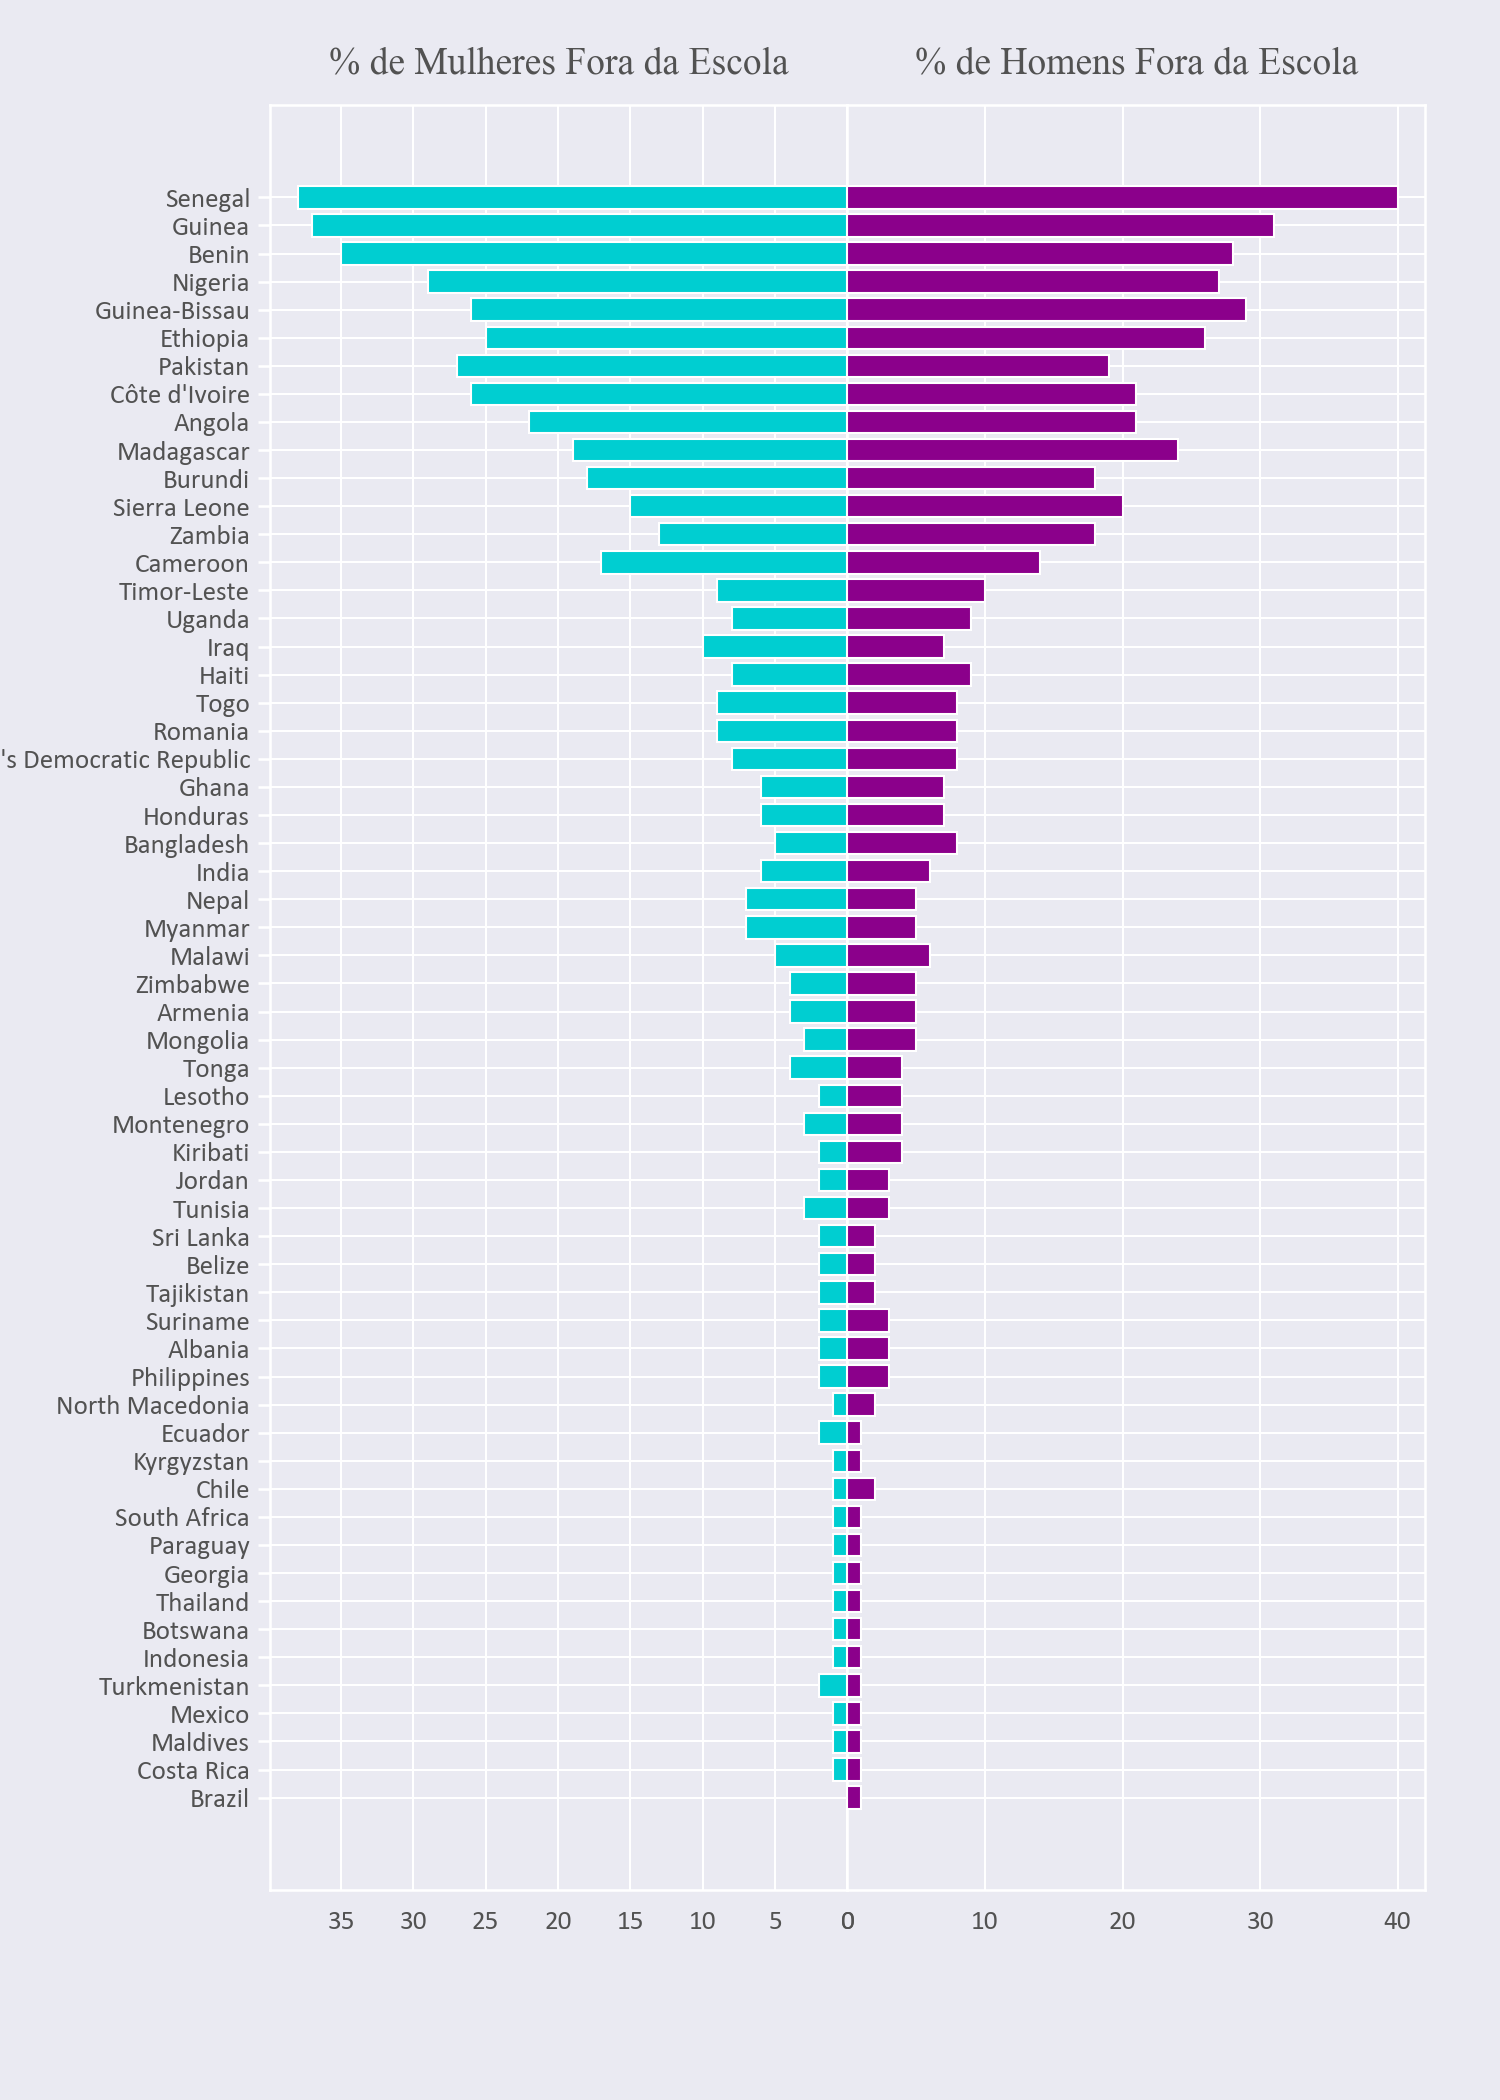 % de Mulheres Fora da Escola
% de Homens Fora da Escola
Senegal
Guinea
Benin
Nigeria
Guinea-Bissau
Ethiopia
Pakistan
Côte d'Ivoire
Angola
Madagascar
Burundi
Sierra Leone
Zambia
Cameroon
Timor-Leste
Uganda
Iraq
Haiti
Togo
Romania
's Democratic Republic
Ghana
Honduras
Bangladesh
India
Nepal
Myanmar
Malawi
Zimbabwe
Armenia
Mongolia
Tonga
Lesotho
Montenegro
Kiribati
Jordan
Tunisia
Sri Lanka
Belize
Tajikistan
Suriname
Albania
Philippines
North Macedonia
Ecuador
Kyrgyzstan
Chile
South Africa
Paraguay
Georgia
Thailand
Botswana
Indonesia
Turkmenistan
Mexico
Maldives
Costa Rica
Brazil
35 30 25 20 15 10 5 0 0 10 20 30 40